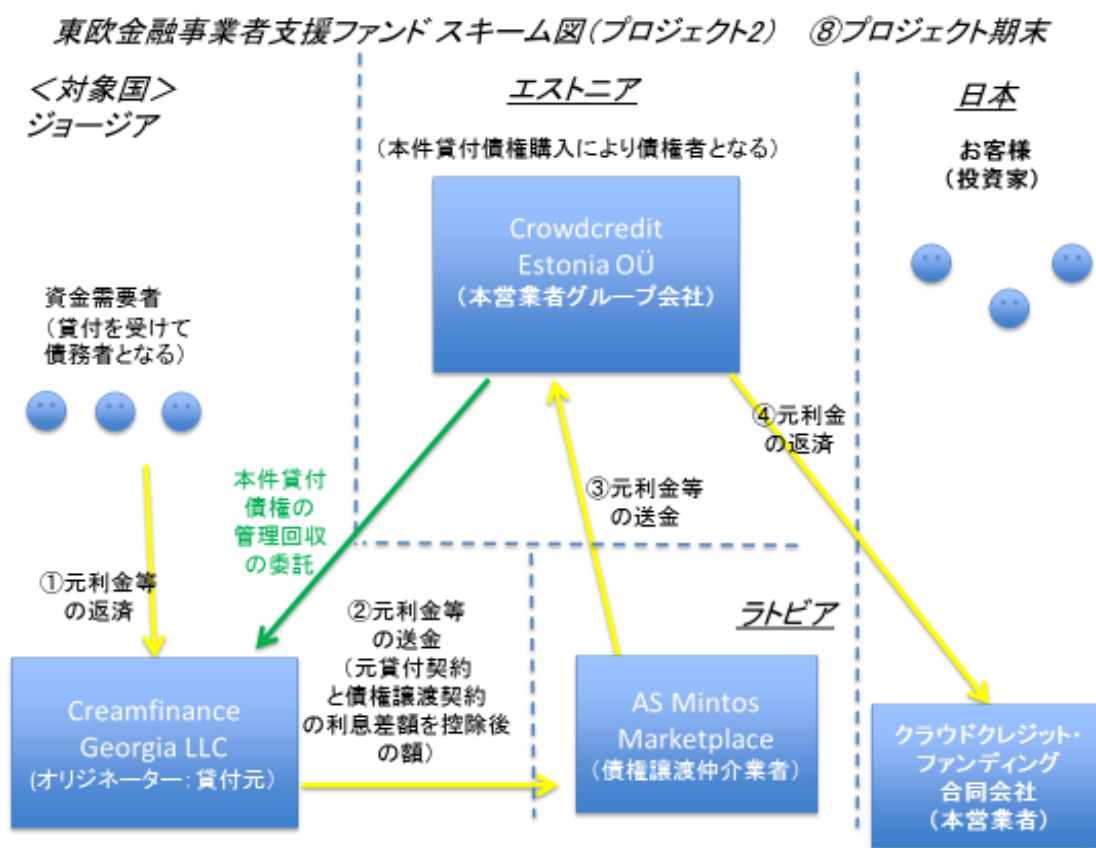 東欧金融事業者支援ファンド スキーム図(プロジェクト2) ⑧プロジェクト期末
＜対象国＞
ジョージア
エストニア
日本
(本件貸付債権購入により債権者となる)
お客様
(投資家)
Crowdcredit
Estonia OÜ
(本営業者グループ会社)
資金需要者
(貸付を受けて
債務者となる)
④元利金
の返済
本件貸付
債権の
管理回収
の委託
③元利金等
の送金
①元利金等
の返済
②元利金等
の送金
(元貸付契約
と債権譲渡契約
の利息差額を控除後
の額)
ラトビア
Creamfinance
Georgia LLC
(オリジネーター:貸付元)
AS Mintos
Marketplace
(債権譲渡仲介業者)
クラウドクレジット・
ファンディング
合同会社
(本営業者)